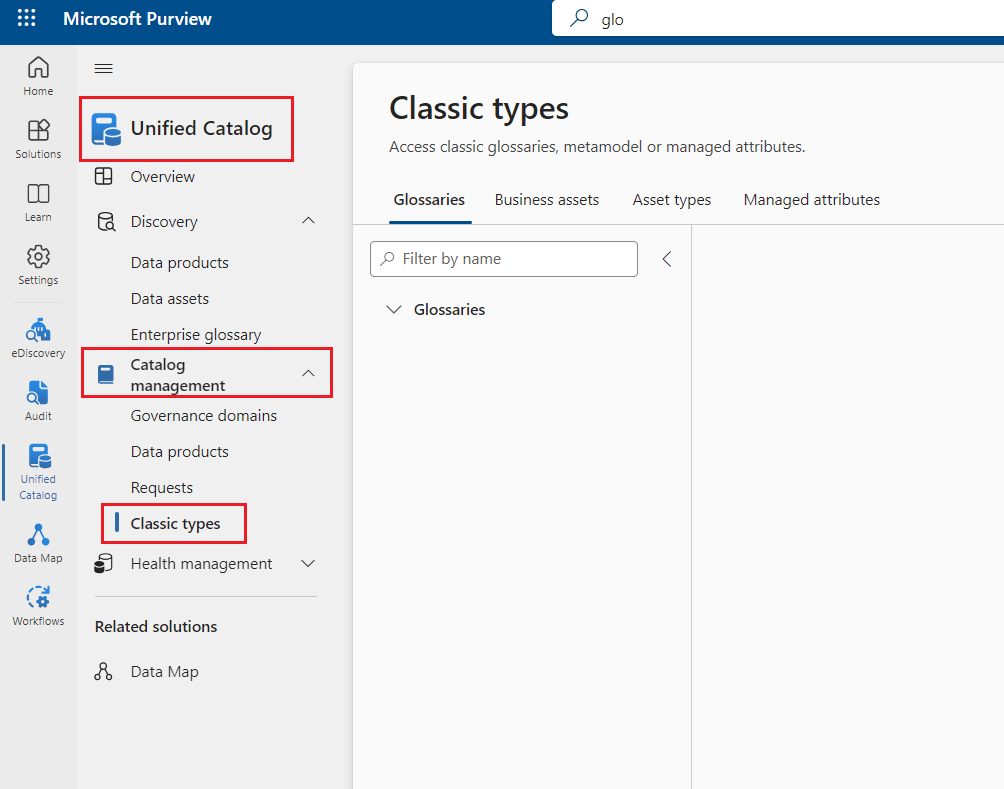 Microsoft Purview
glo
Home
Solutions
Learn
Settings
eDiscovery
Audit
Unified
Catalog
Data Map
Workflows
Unified Catalog
Overview
Discovery
Data products
Data assets
Enterprise glossary
Catalog
management
Governance domains
Data products
Requests
Classic types
Health management
Related solutions
Data Map
Classic types
Access classic glossaries, metamodel or managed attributes.
Glossaries Business assets Asset types Managed attributes
Filter by name
Glossaries